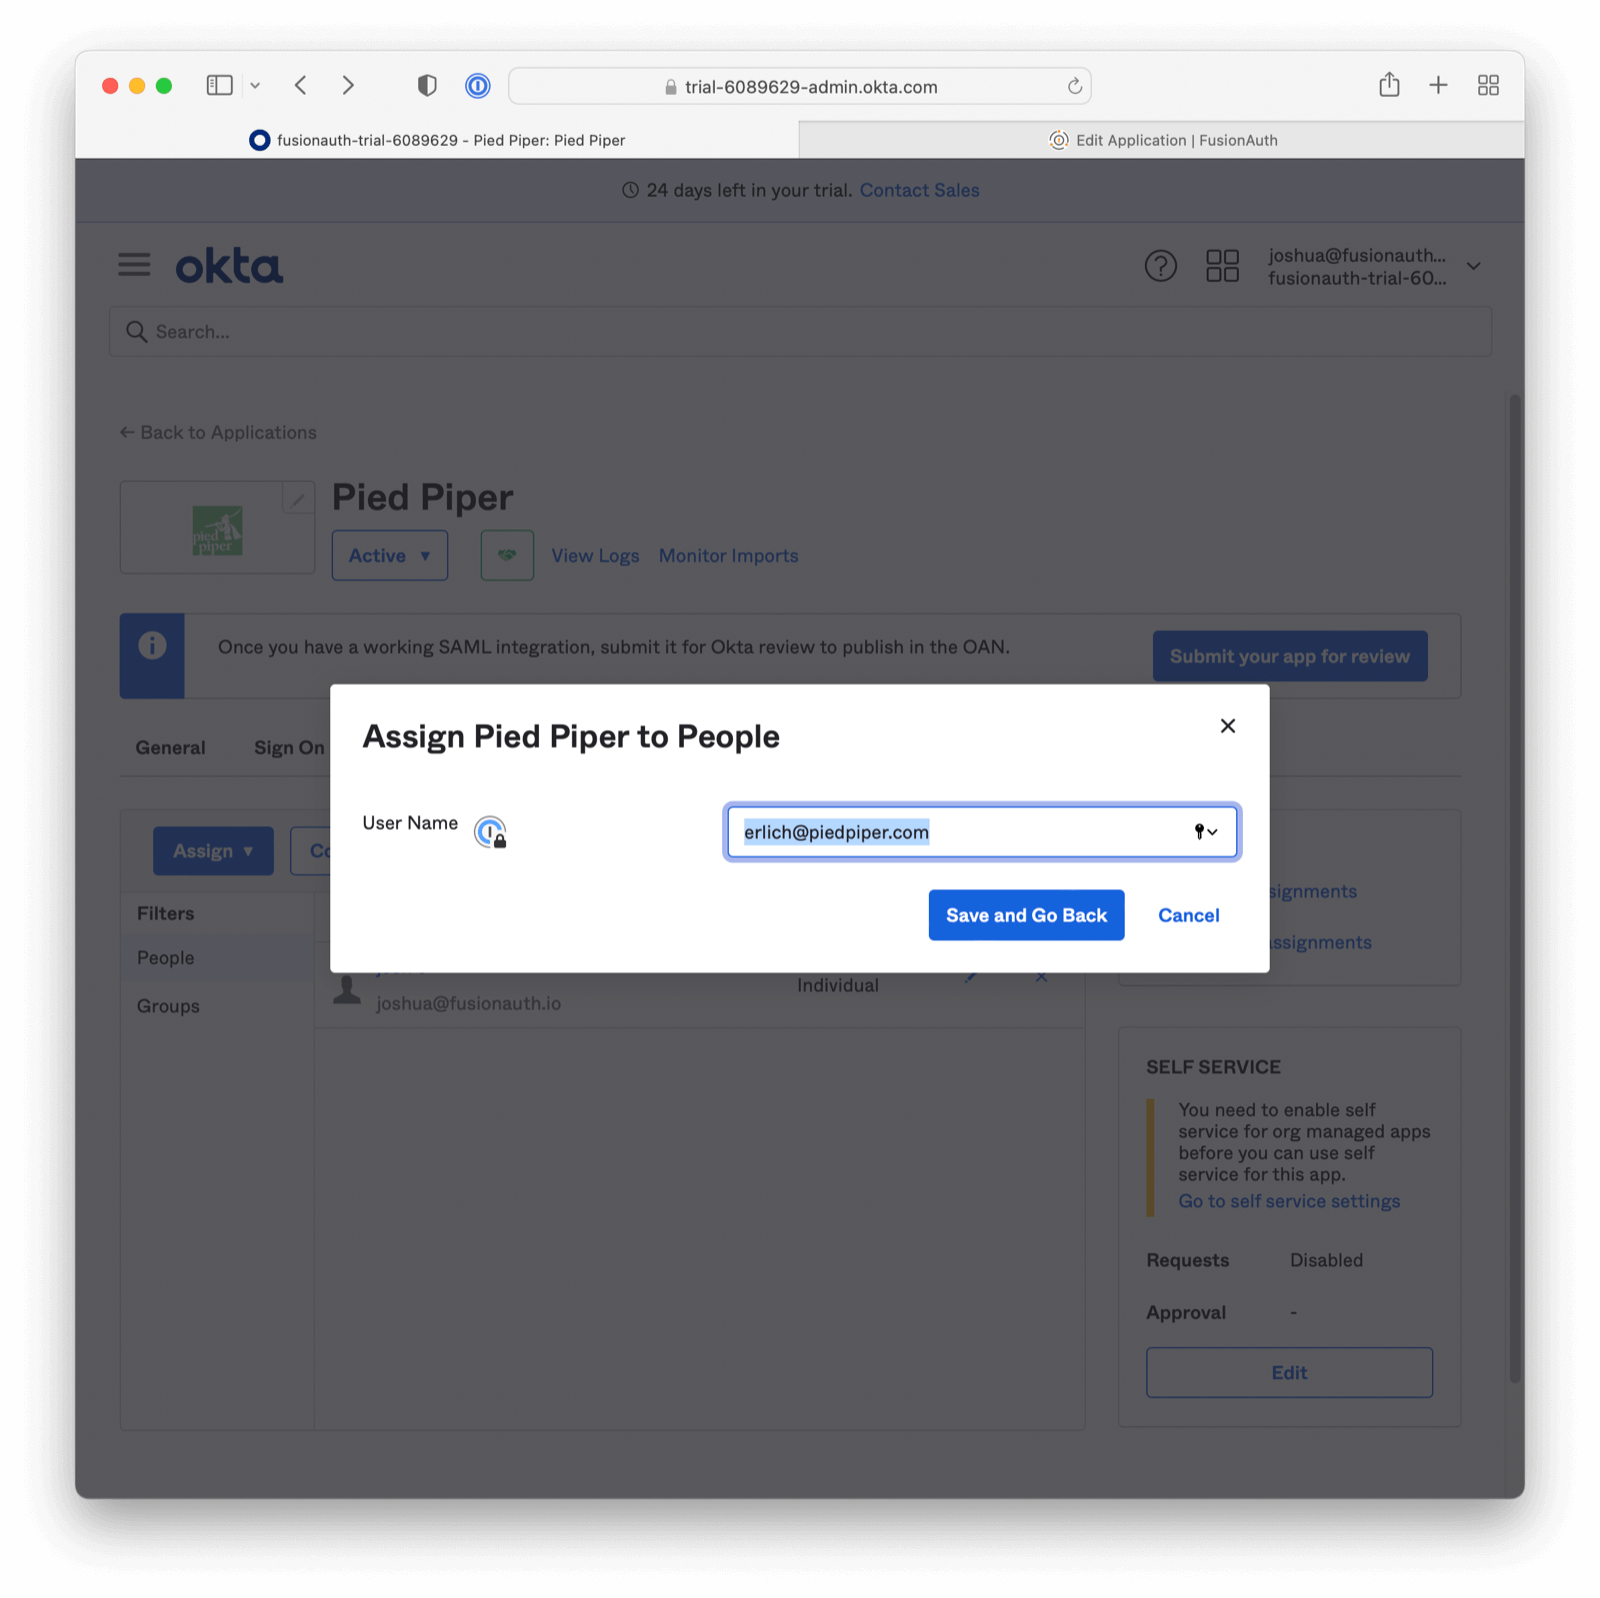 trial-6089629-admin.okta.com
fusionauth-trial-6089629 - Pied Piper: Pied Piper
Edit Application | FusionAuth
24 days left in your trial. Contact Sales
okta
joshua@fusionauth...
fusionauth-trial-60...
Search...
← Back to Applications
pied piper
Pied Piper
Active ▼
View Logs
Monitor Imports
Once you have a working SAML integration, submit it for Okta review to publish in the OAN.
Submit your app for review
General
Sign On
Assign Pied Piper to People
User Name
erlich@piedpiper.com
Save and Go Back
Cancel
Assign ▼
Co
signments
assignments
Filters
People
Groups
joshua@fusionauth.io
Individual
SELF SERVICE
You need to enable self
service for org managed apps
before you can use self
service for this app.
Go to self service settings
Requests Disabled
Approval -
Edit